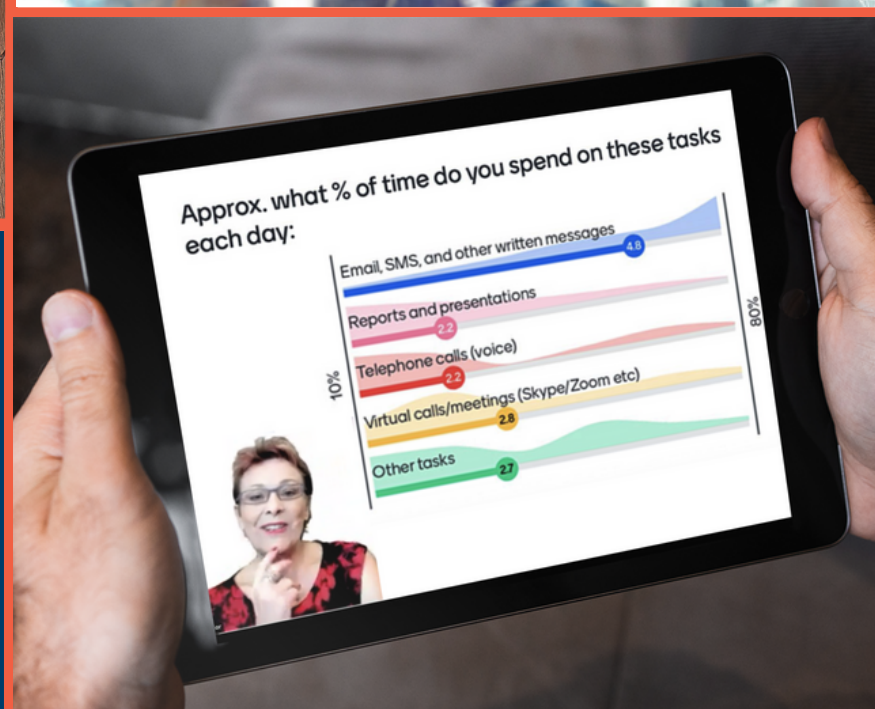 Approx. what % of time do you spend on these tasks
each day:
Email, SMS, and other written messages
4.8
Reports and presentations
2.2
Telephone calls (voice)
2.2
Virtual calls/meetings (Skype/Zoom etc)
2.8
Other tasks
2.7
10%
80%